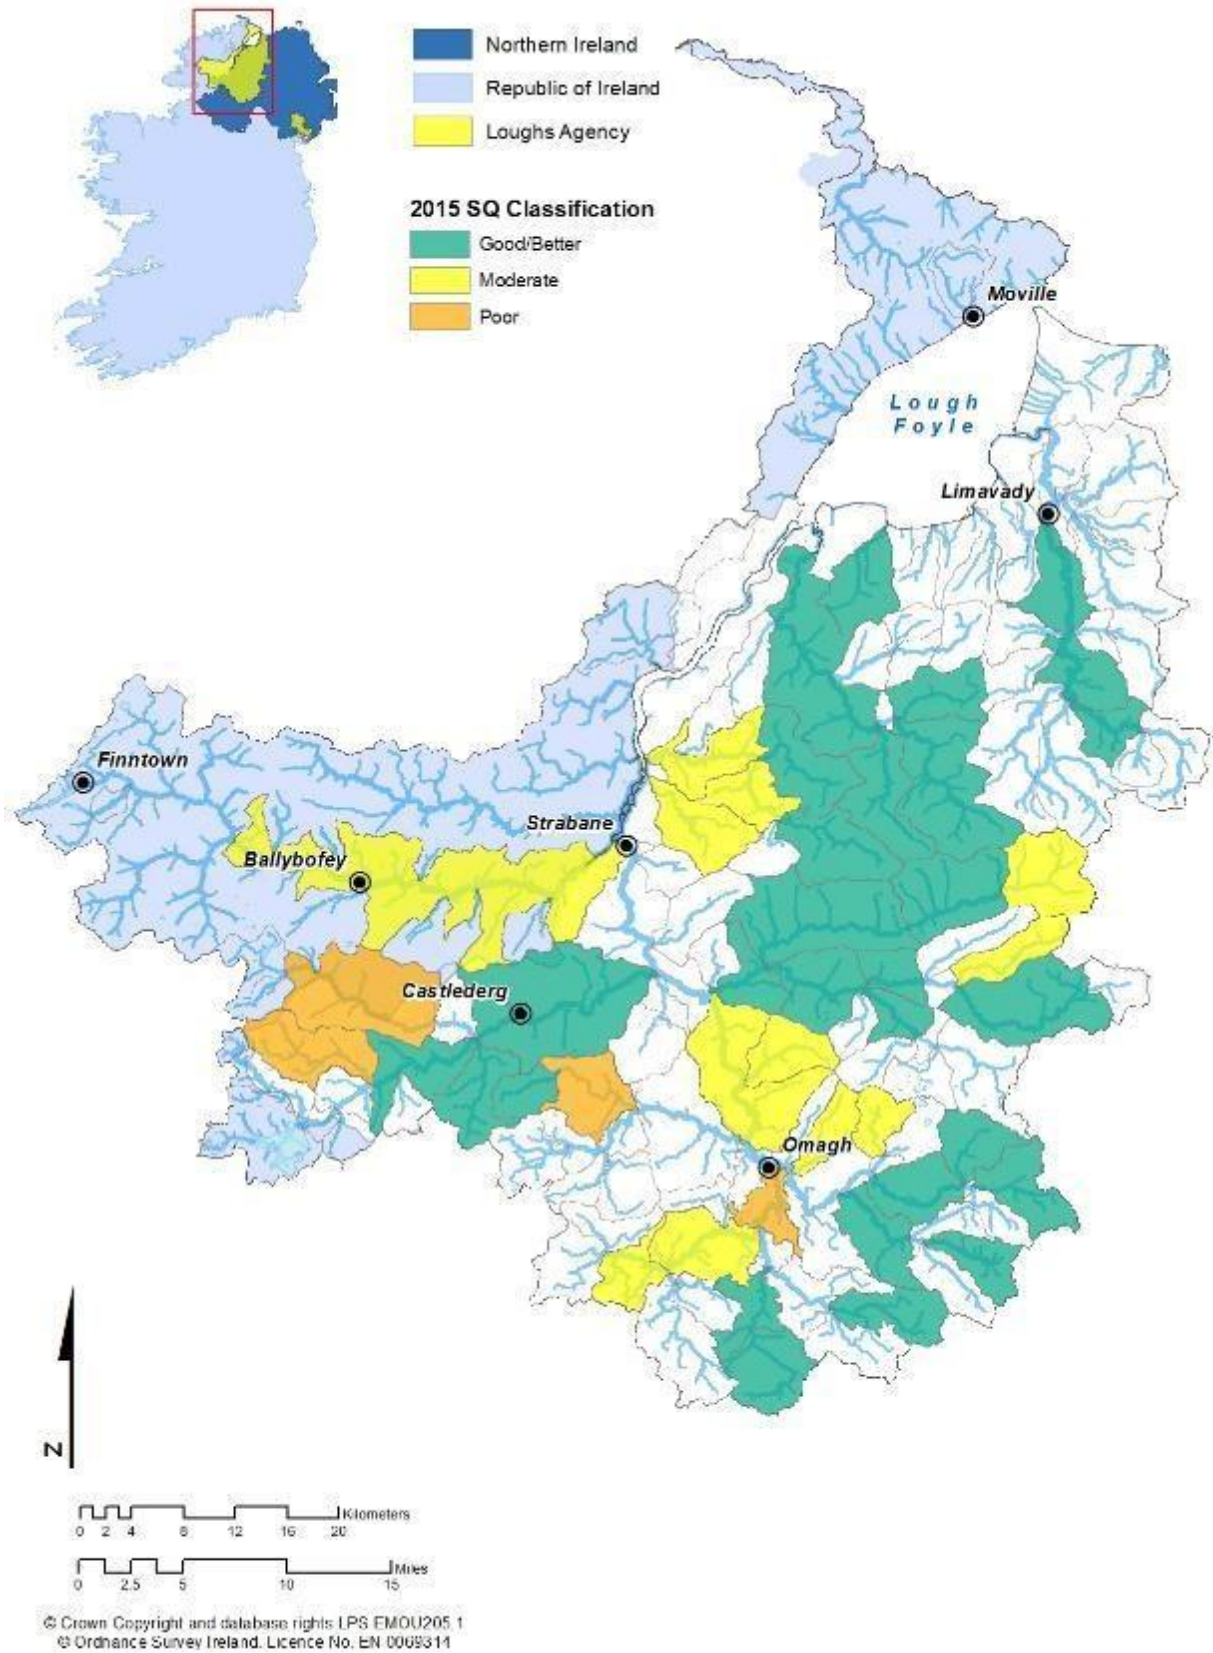 Northern Ireland
Republic of Ireland
Loughs Agency
2015 SQ Classification
Good/Better
Moderate
Poor
Moville
Lough
Foyle
Limavady
Finntown
Strabane
Ballybofey
Castlederg
Omagh
N
Kilometers
0 2 4 8 12 16 20
Miles
0 2.5 5 10 15
© Crown Copyright and database rights LPS EMOU205.1
© Ordnance Survey Ireland. Licence No. EN 0069314